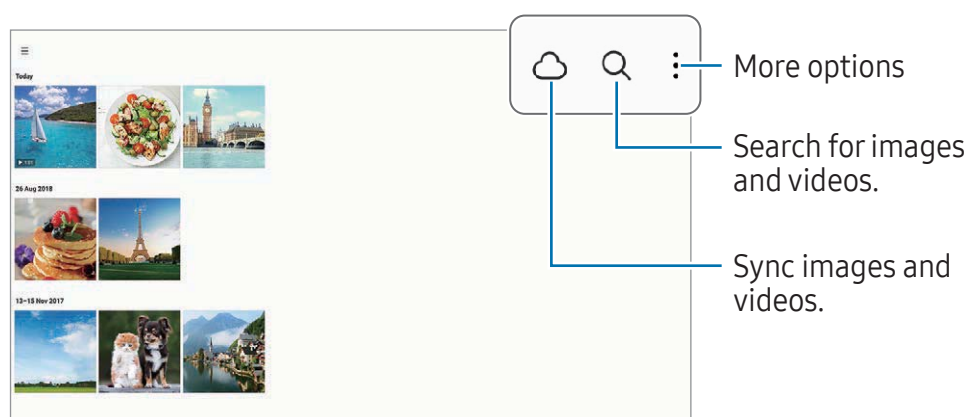 Today
26 Aug 2018
13–15 Nov 2017
More options
Search for images
and videos.
Sync images and
videos.